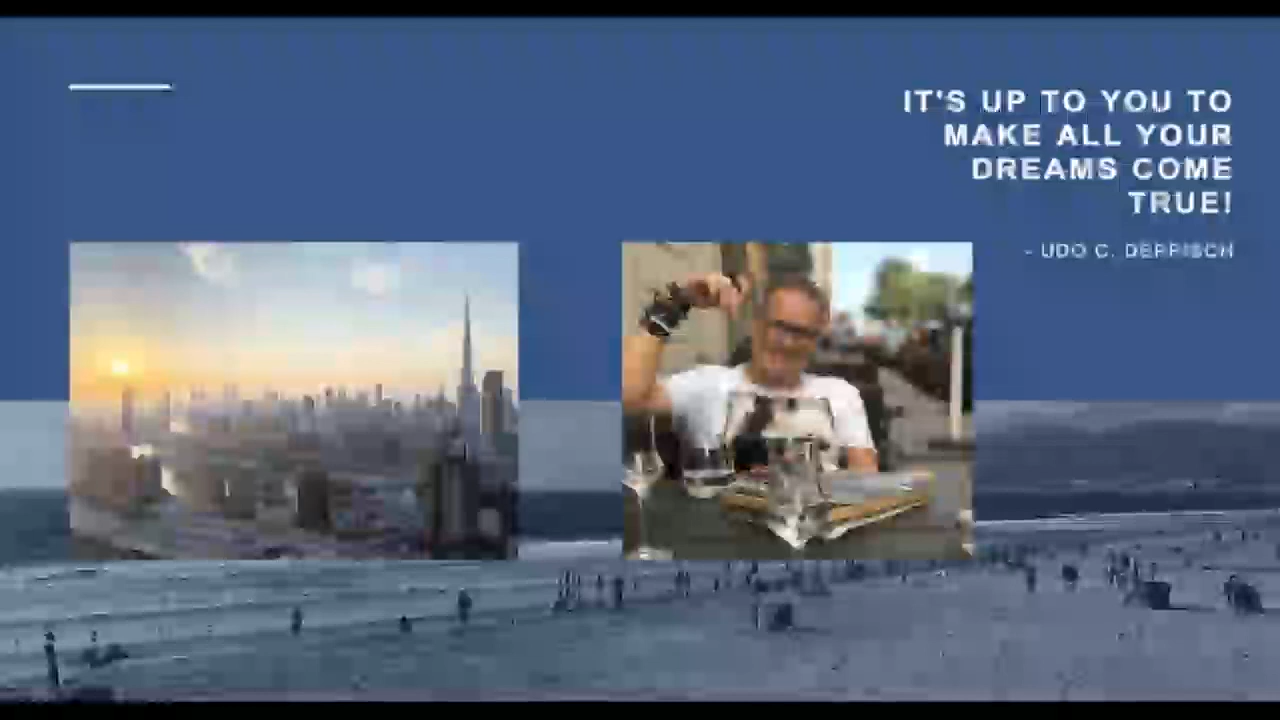 IT'S UP TO YOU TO
MAKE ALL YOUR
DREAMS COME
TRUE!
- UDO C. DEPPISCH